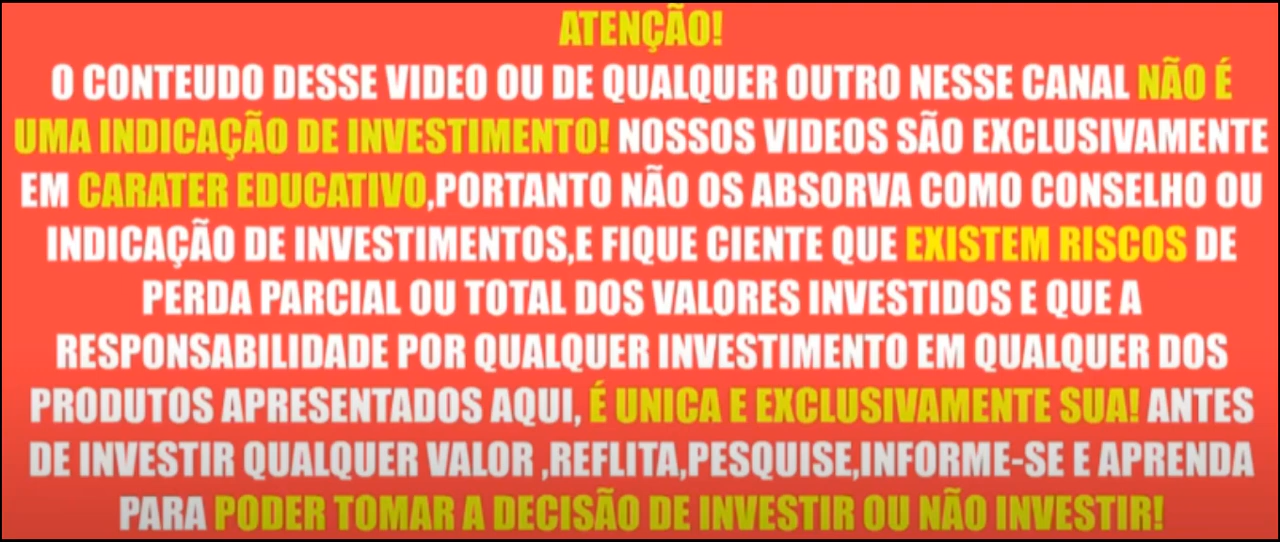 ATENÇÃO!
O CONTEUDO DESSE VIDEO OU DE QUALQUER OUTRO NESSE CANAL NÃO É
UMA INDICAÇÃO DE INVESTIMENTO! NOSSOS VIDEOS SÃO EXCLUSIVAMENTE
EM CARATER EDUCATIVO,PORTANTO NÃO OS ABSORVA COMO CONSELHO OU
INDICAÇÃO DE INVESTIMENTOS,E FIQUE CIENTE QUE EXISTEM RISCOS DE
PERDA PARCIAL OU TOTAL DOS VALORES INVESTIDOS E QUE A
RESPONSABILIDADE POR QUALQUER INVESTIMENTO EM QUALQUER DOS
PRODUTOS APRESENTADOS AQUI, É UNICA E EXCLUSIVAMENTE SUA! ANTES
DE INVESTIR QUALQUER VALOR ,REFLITA,PESQUISE,INFORME-SE E APRENDA
PARA PODER TOMAR A DECISÃO DE INVESTIR OU NÃO INVESTIR!